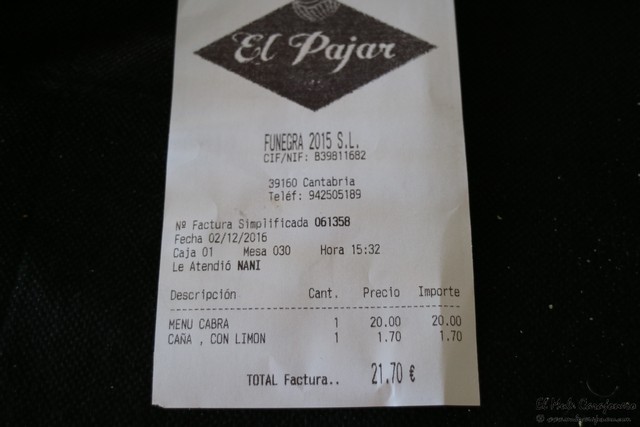 El Pajar
FUNEGRA 2015 S.L.
CIF/NIF: B39811682
39160 Cantabria
Teléf: 942505189
Nº Factura Simplificada 061358
Fecha 02/12/2016
Caja 01 Mesa 030 Hora 15:32
Le Atendió NANI
Descripción Cant. Precio Importe
MENU CABRA 1 20.00 20.00
CAÑA , CON LIMON 1 1.70 1.70
TOTAL Factura.. 21,70 €